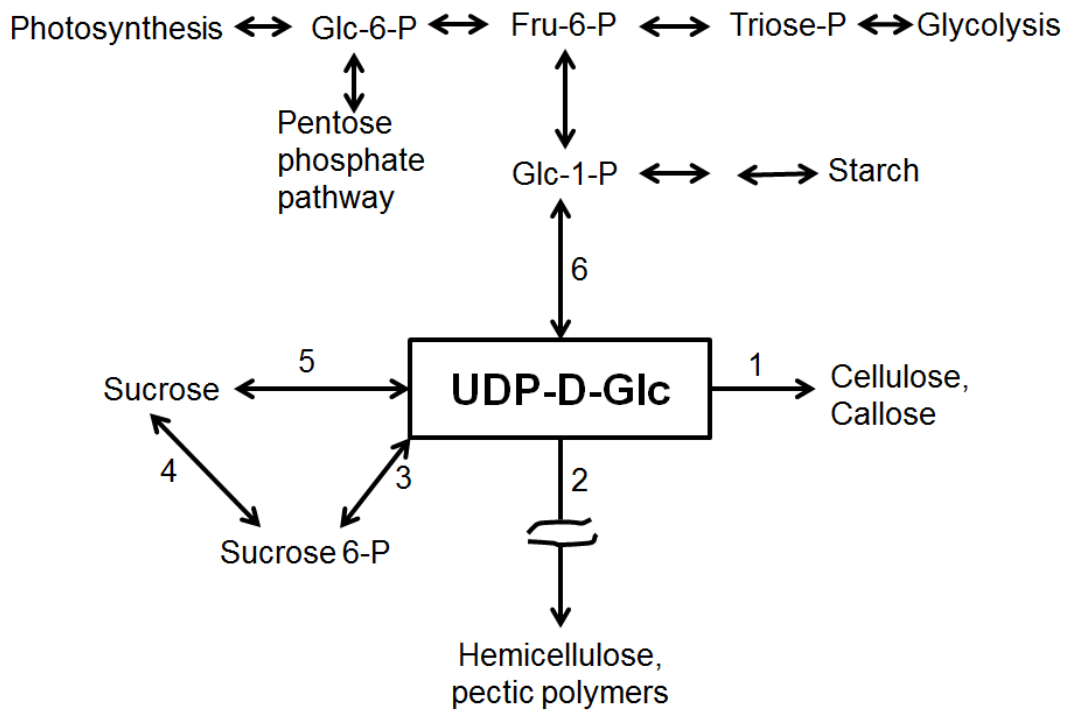 Photosynthesis Glc-6-P Fru-6-P Triose-P Glycolysis
Pentose
phosphate
pathway
Glc-1-P Starch
6
5
1
Sucrose
UDP-D-Glc
Cellulose,
Callose
4
3
2
Sucrose 6-P
Hemicellulose,
pectic polymers